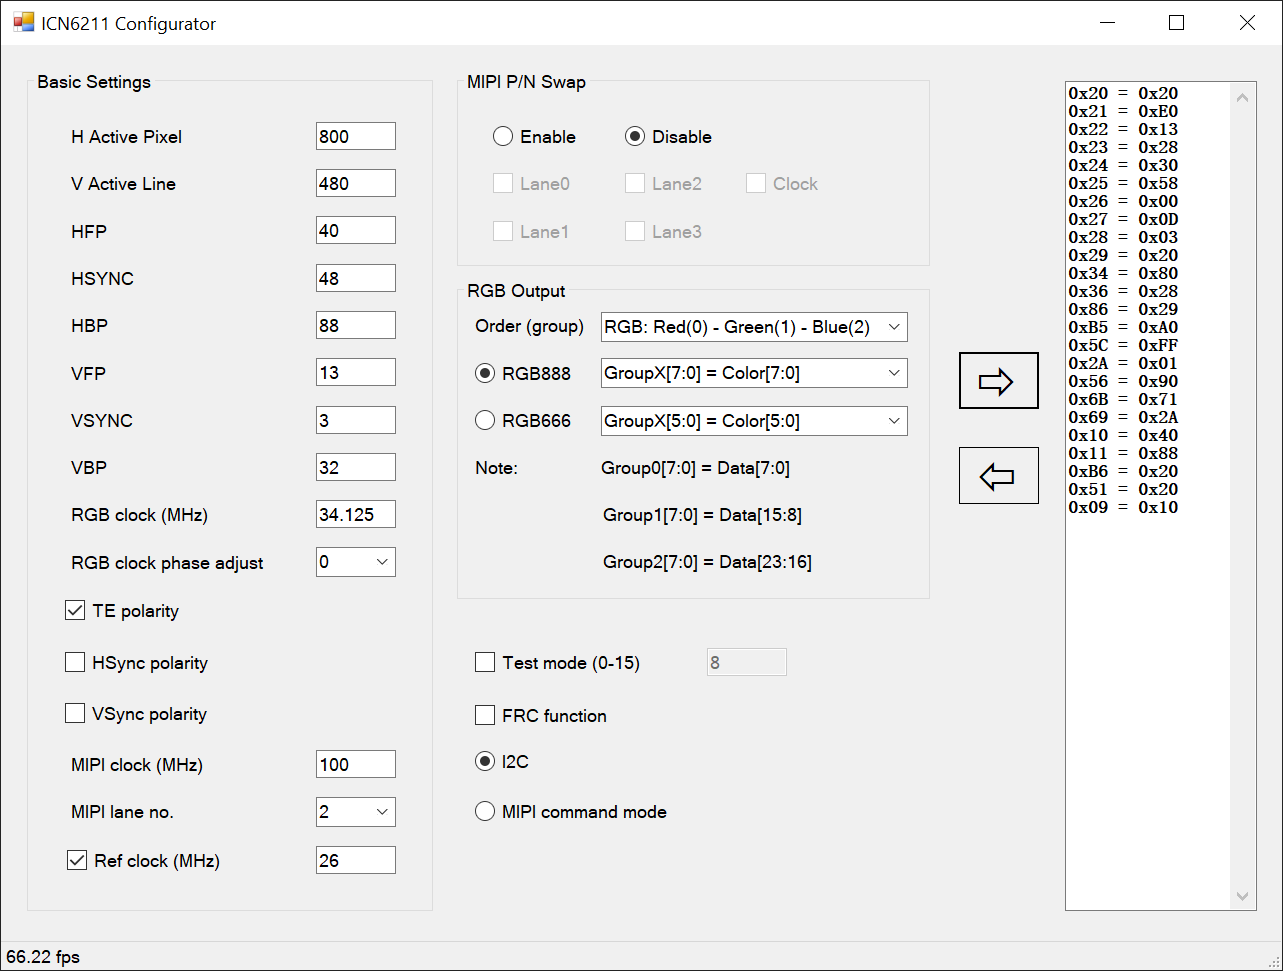 ICN6211 Configurator
Basic Settings
H Active Pixel 800
V Active Line 480
HFP 40
HSYNC 48
HBP 88
VFP 13
VSYNC 3
VBP 32
RGB clock (MHz) 34.125
RGB clock phase adjust 0
TE polarity
HSync polarity
VSync polarity
MIPI clock (MHz) 100
MIPI lane no. 2
Ref clock (MHz) 26
MIPI P/N Swap
Enable Disable
Lane0 Lane2 Clock
Lane1 Lane3
RGB Output
Order (group) RGB: Red(0) - Green(1) - Blue(2)
RGB888 GroupX[7:0] = Color[7:0]
RGB666 GroupX[5:0] = Color[5:0]
Note: Group0[7:0] = Data[7:0]
Group1[7:0] = Data[15:8]
Group2[7:0] = Data[23:16]
Test mode (0-15) 8
FRC function
I2C
MIPI command mode
0x20 = 0x20
0x21 = 0xE0
0x22 = 0x13
0x23 = 0x28
0x24 = 0x30
0x25 = 0x58
0x26 = 0x00
0x27 = 0x0D
0x28 = 0x03
0x29 = 0x20
0x34 = 0x80
0x36 = 0x28
0x86 = 0x29
0xB5 = 0xA0
0x5C = 0xFF
0x2A = 0x01
0x56 = 0x90
0x6B = 0x71
0x69 = 0x2A
0x10 = 0x40
0x11 = 0x88
0xB6 = 0x20
0x51 = 0x20
0x09 = 0x10
66.22 fps